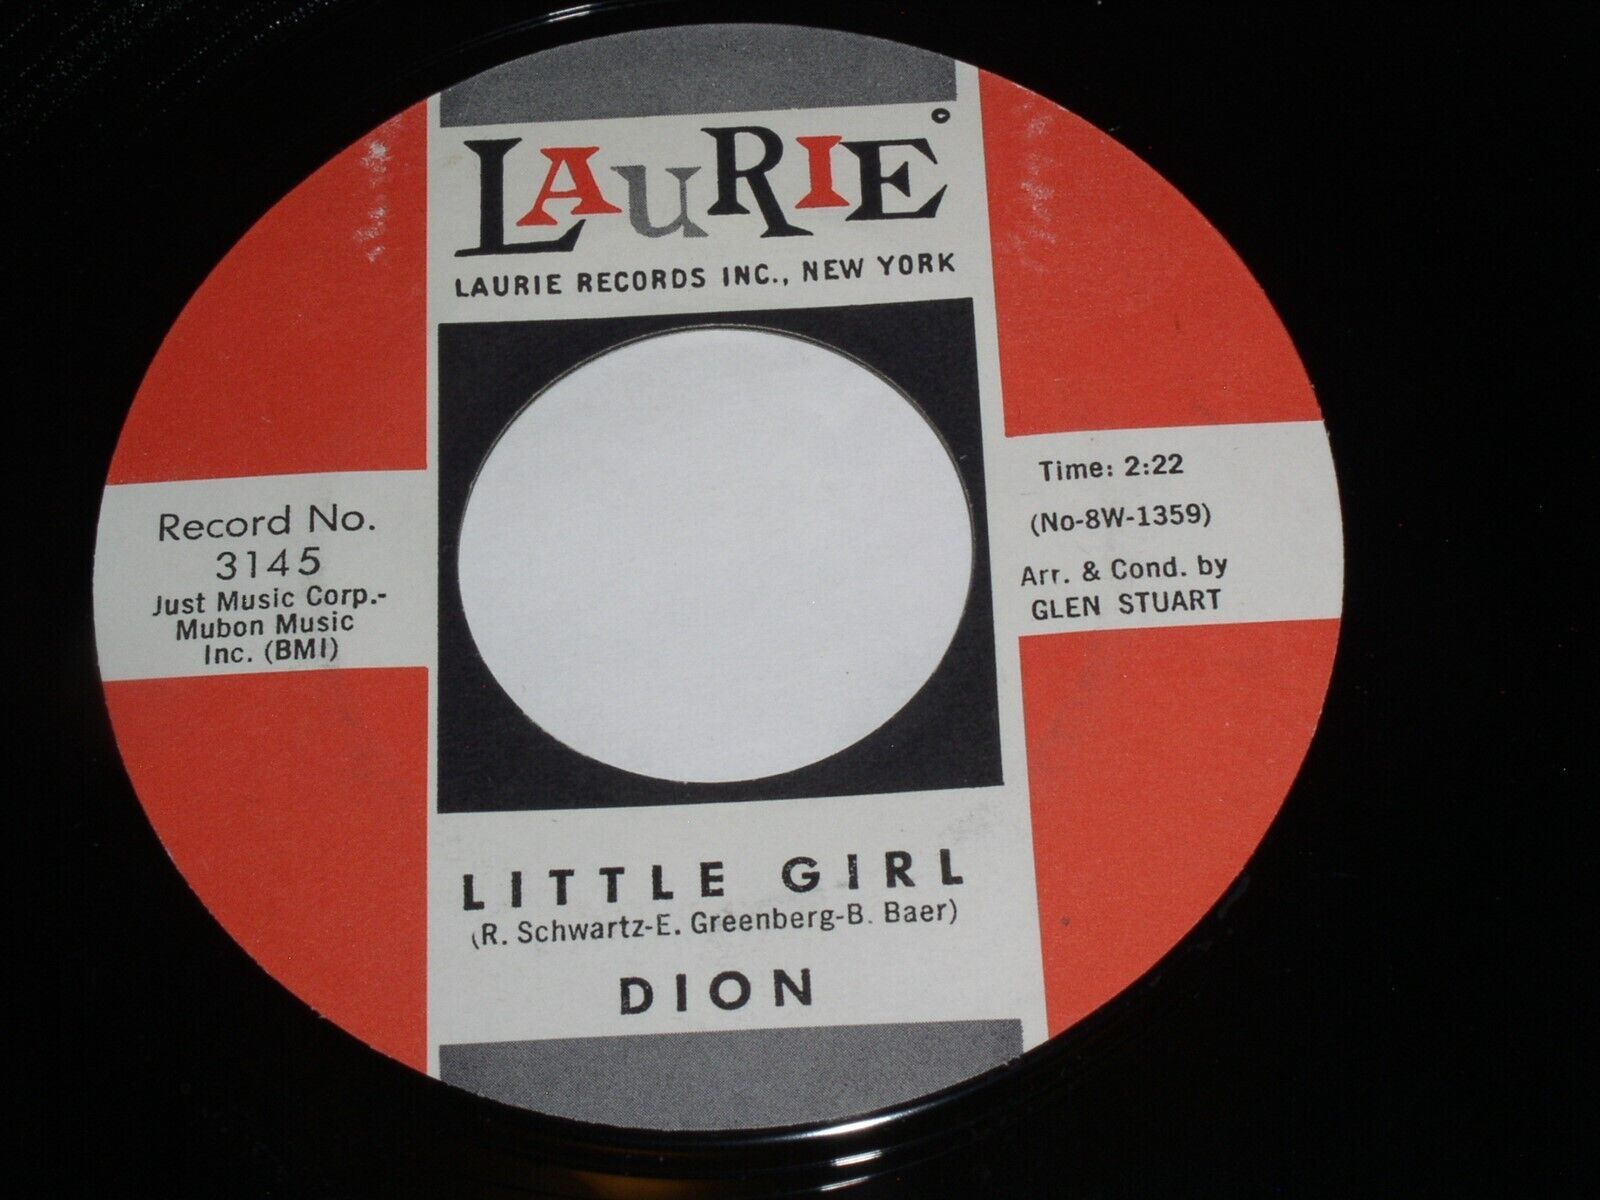 LAURIE
LAURIE RECORDS INC., NEW YORK
Record No.
3145
Just Music Corp.-
Mubon Music
Inc. (BMI)
Time: 2:22
(No-8W-1359)
Arr. & Cond. by
GLEN STUART
LITTLE GIRL
(R. Schwartz-E. Greenberg-B. Baer)
DION